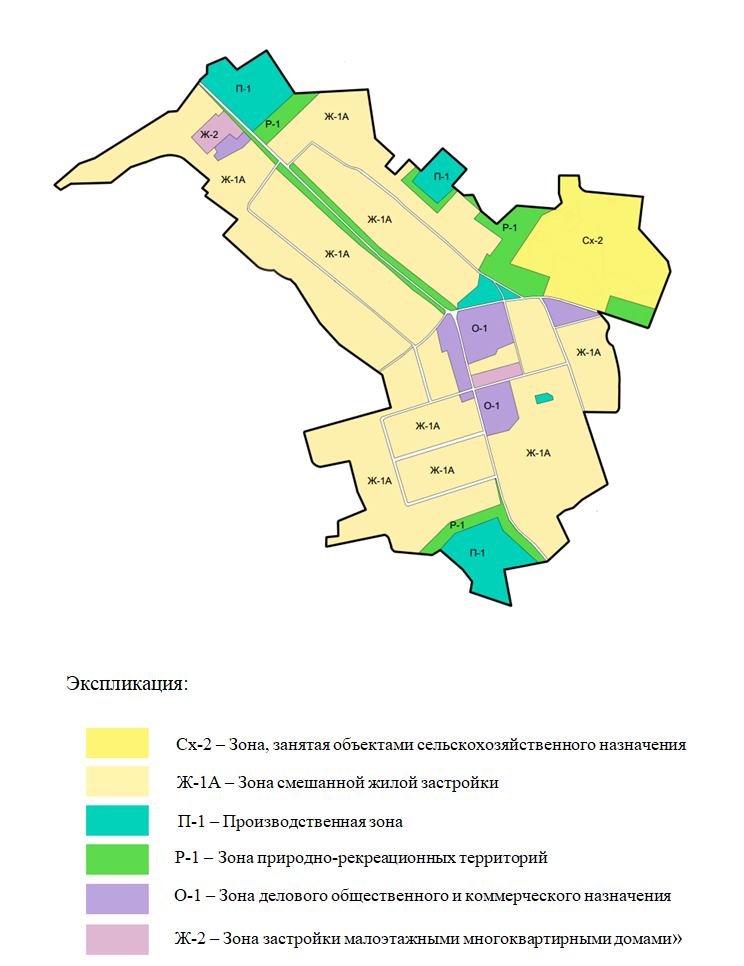 П-1
Р-1
Ж-1А
Ж-2
Ж-1А
П-1
Ж-1А
Р-1
Ж-1А
Сх-2
О-1
Ж-1А
О-1
Ж-1А
Ж-1А
Ж-1А
Ж-1А
Р-1
П-1
Экспликация:
Сх-2 – Зона, занятая объектами сельскохозяйственного назначения
Ж-1А – Зона смешанной жилой застройки
П-1 – Производственная зона
Р-1 – Зона природно-рекреационных территорий
О-1 – Зона делового общественного и коммерческого назначения
Ж-2 – Зона застройки малоэтажными многоквартирными домами»